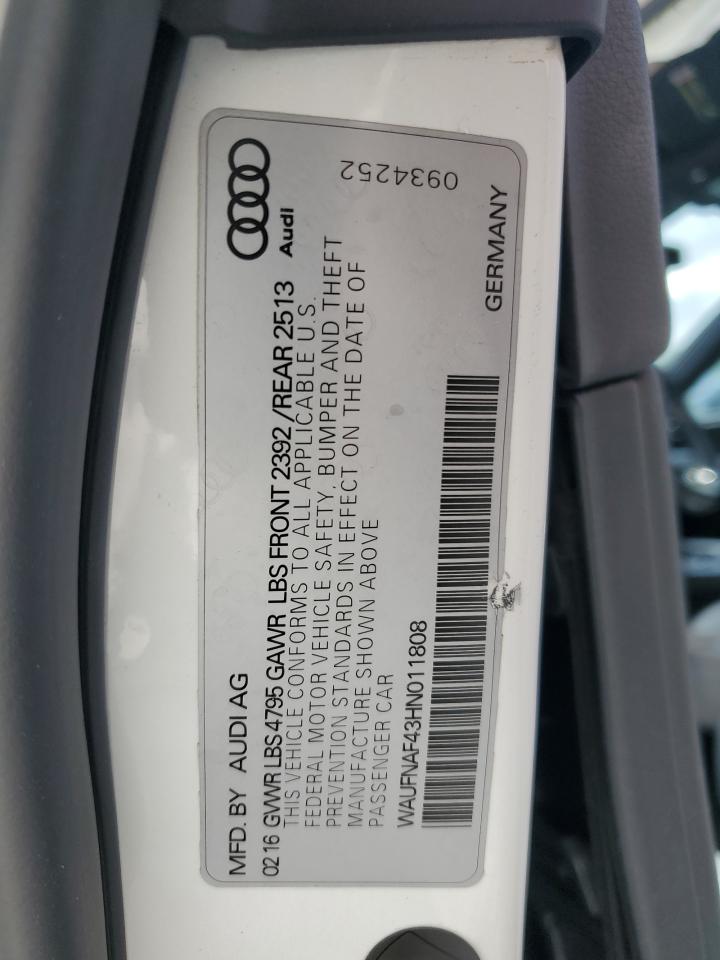 MFD. BY AUDI AG
0216 GVWR LBS 4795 GAWR LBS FRONT 2392 /REAR 2513
THIS VEHICLE CONFORMS TO ALL APPLICABLE U.S.
FEDERAL MOTOR VEHICLE SAFETY, BUMPER AND THEFT
PREVENTION STANDARDS IN EFFECT ON THE DATE OF
MANUFACTURE SHOWN ABOVE
PASSENGER CAR
WAUFNAF43HN011808
Audi
0934252
GERMANY